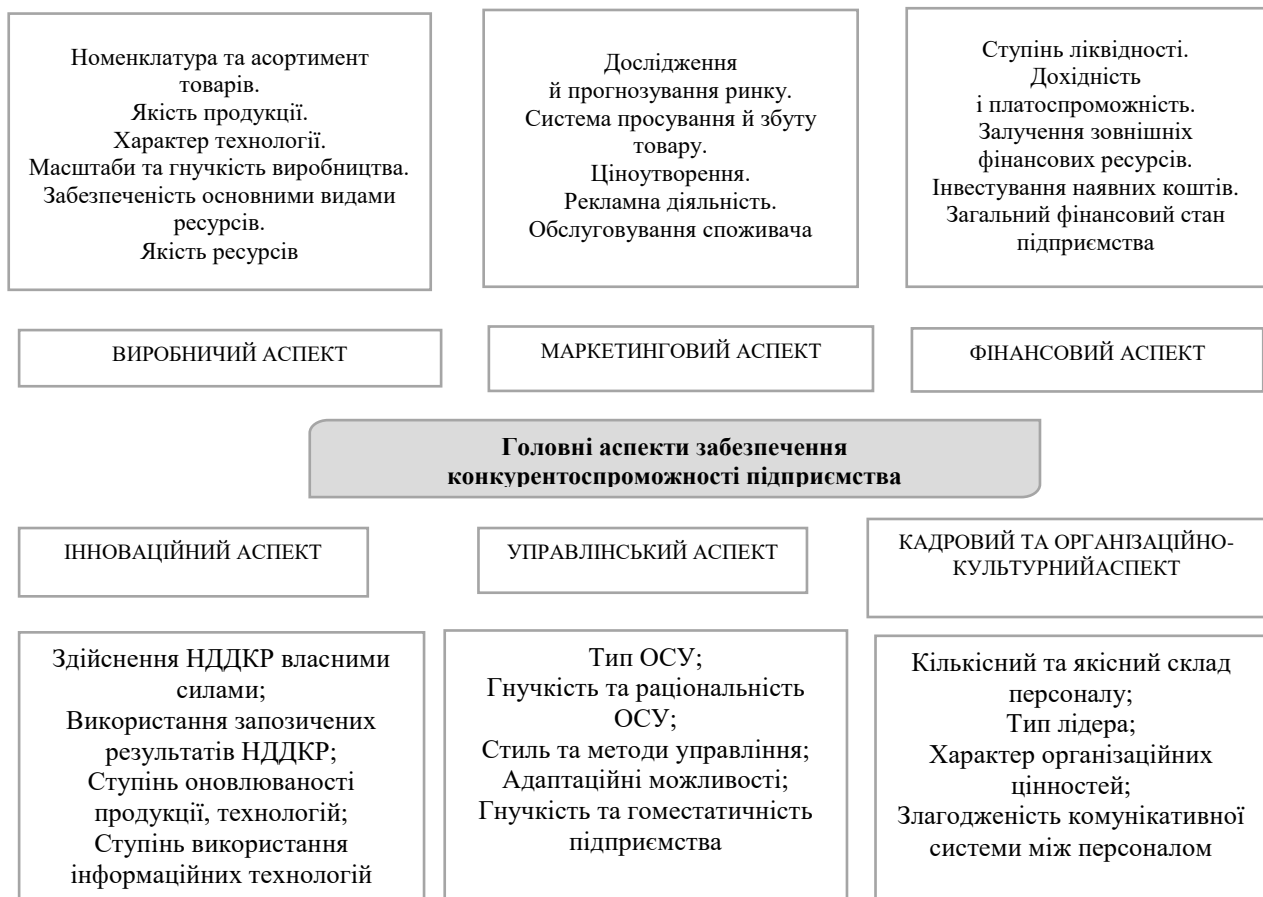 Номенклатура та асортимент
товарів.
Якість продукції.
Характер технології.
Масштаби та гнучкість виробництва.
Забезпеченість основними видами
ресурсів.
Якість ресурсів
Дослідження
й прогнозування ринку.
Система просування й збуту
товару.
Ціноутворення.
Рекламна діяльність.
Обслуговування споживача
Ступінь ліквідності.
Дохідність
і платоспроможність.
Залучення зовнішніх
фінансових ресурсів.
Інвестування наявних коштів.
Загальний фінансовий стан
підприємства
ВИРОБНИЧИЙ АСПЕКТ
МАРКЕТИНГОВИЙ АСПЕКТ
ФІНАНСОВИЙ АСПЕКТ
Головні аспекти забезпечення
конкурентоспроможності підприємства
ІННОВАЦІЙНИЙ АСПЕКТ
УПРАВЛІНСЬКИЙ АСПЕКТ
КАДРОВИЙ ТА ОРГАНІЗАЦІЙНО-
КУЛЬТУРНИЙАСПЕКТ
Здійснення НДДКР власними
силами;
Використання запозичених
результатів НДДКР;
Ступінь оновлюваності
продукції, технологій;
Ступінь використання
інформаційних технологій
Тип ОСУ;
Гнучкість та раціональність
ОСУ;
Стиль та методи управління;
Адаптаційні можливості;
Гнучкість та гоместатичність
підприємства
Кількісний та якісний склад
персоналу;
Тип лідера;
Характер організаційних
цінностей;
Злагодженість комунікативної
системи між персоналом